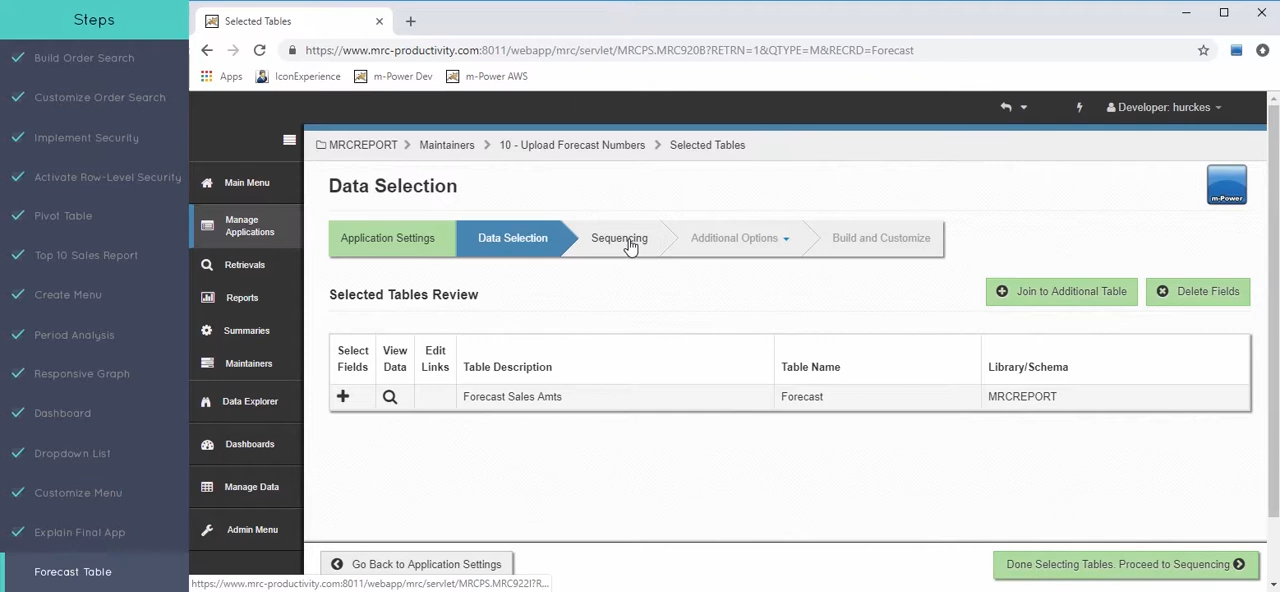 Steps
Build Order Search
Customize Order Search
Implement Security
Activate Row-Level Security
Pivot Table
Top 10 Sales Report
Create Menu
Period Analysis
Responsive Graph
Dashboard
Dropdown List
Customize Menu
Explain Final App
Forecast Table
Selected Tables
https://www.mrc-productivity.com:8011/webapp/mrc/servlet/MRCPS.MRC920B?RETRN=1&QTYPE=M&RECRD=Forecast
Apps IconExperience m-Power Dev m-Power AWS
Developer: hurckes
MRCREPORT Maintainers 10 - Upload Forecast Numbers Selected Tables
Main Menu
Manage Applications
Retrievals
Reports
Summaries
Maintainers
Data Explorer
Dashboards
Manage Data
Admin Menu
Data Selection
m-Power
Application Settings Data Selection Sequencing Additional Options Build and Customize
Selected Tables Review
Join to Additional Table Delete Fields
Select Fields View Data Edit Links Table Description Table Name Library/Schema
Forecast Sales Amts Forecast MRCREPORT
Go Back to Application Settings
Done Selecting Tables. Proceed to Sequencing
https://www.mrc-productivity.com:8011/webapp/mrc/servlet/MRCPS.MRC922I?R...